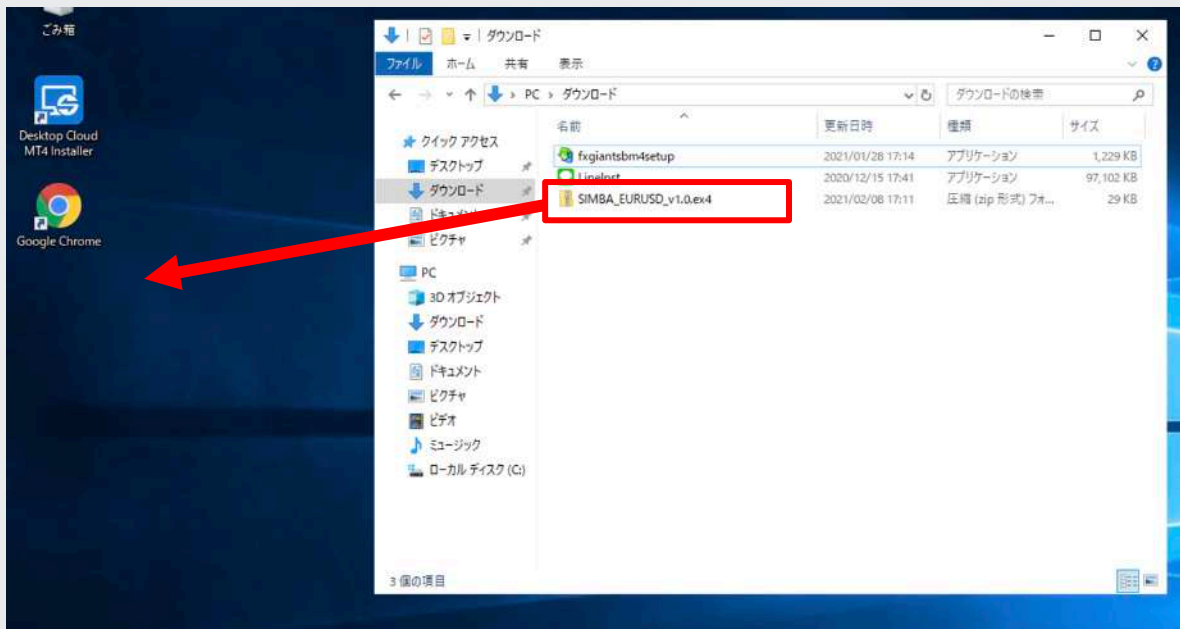 ごみ箱
Desktop Cloud
MT4 Installer
Google Chrome
ダウンロード
ファイル ホーム 共有 表示
PC › ダウンロード ダウンロードの検索
名前 更新日時 種類 サイズ
fxgiantsbm4setup 2021/01/28 17:14 アプリケーション 1,229 KB
LineInst 2020/12/15 17:41 アプリケーション 97,102 KB
SIMBA_EURUSD_v1.0.ex4 2021/02/08 17:11 圧縮 (zip 形式) フォ... 29 KB
クイック アクセス
デスクトップ
ダウンロード
ドキュメント
ピクチャ
PC
3D オブジェクト
ダウンロード
デスクトップ
ドキュメント
ピクチャ
ビデオ
ミュージック
ローカル ディスク (C:)
3 個の項目